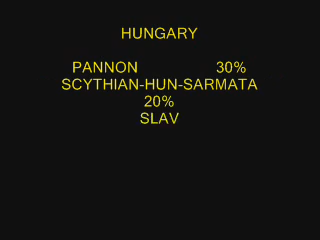 HUNGARY
PANNON 30%
SCYTHIAN-HUN-SARMATA
20%
SLAV